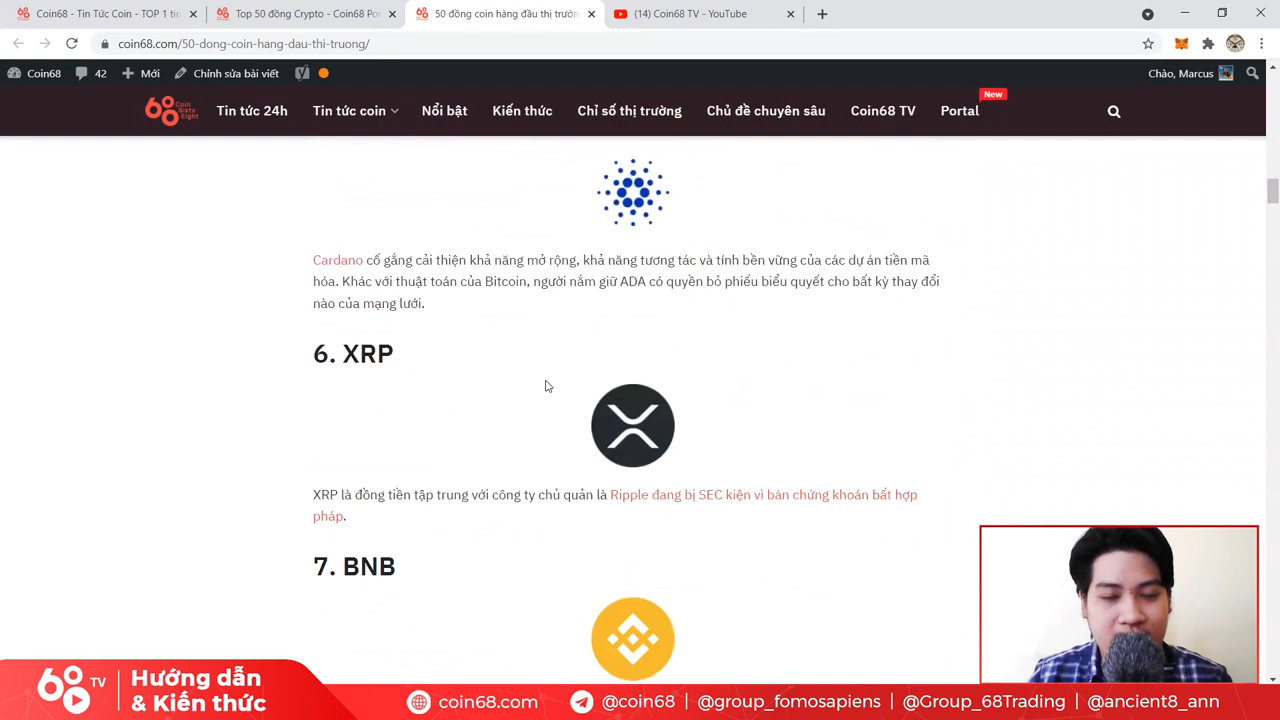 Coin68 - Tin Tức Coin - TOP 1 tin
Top 50 đồng Crypto - Coin68 Po
50 đồng coin hàng đầu thị trườn
(14) Coin68 TV - YouTube
coin68.com/50-dong-coin-hang-dau-thi-truong/
Coin68 42 Mới Chỉnh sửa bài viết
Chào, Marcus
Coin Sixty Eight
Tin tức 24h Tin tức coin Nổi bật Kiến thức Chỉ số thị trường Chủ đề chuyên sâu Coin68 TV Portal
New
Cardano cố gắng cải thiện khả năng mở rộng, khả năng tương tác và tính bền vững của các dự án tiền mã
hóa. Khác với thuật toán của Bitcoin, người nắm giữ ADA có quyền bỏ phiếu biểu quyết cho bất kỳ thay đổi
nào của mạng lưới.
6. XRP
XRP là đồng tiền tập trung với công ty chủ quản là Ripple đang bị SEC kiện vì bán chứng khoán bất hợp
pháp.
7. BNB
68 TV
Hướng dẫn
& Kiến thức
coin68.com @coin68 | @group_fomosapiens | @Group_68Trading | @ancient8_ann